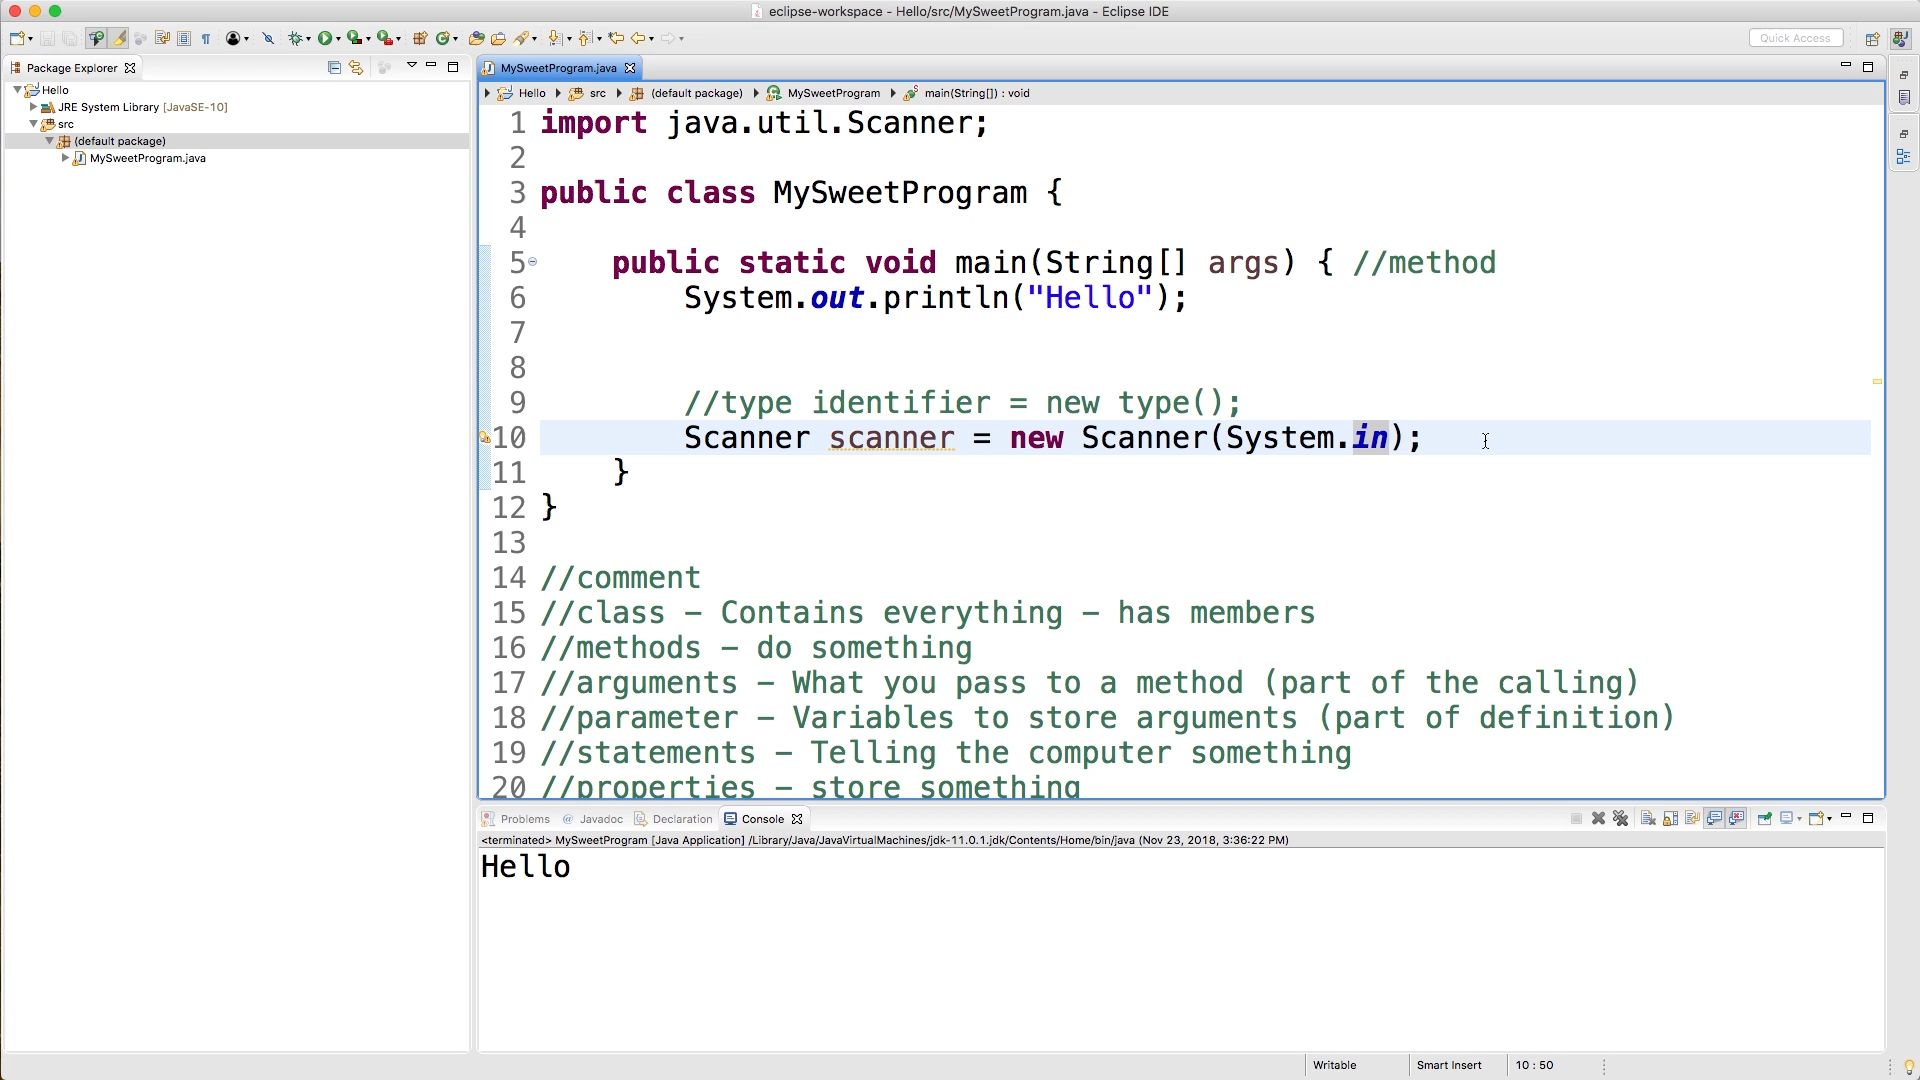 eclipse-workspace - Hello/src/MySweetProgram.java - Eclipse IDE
Quick Access
Package Explorer
Hello
JRE System Library [JavaSE-10]
src
(default package)
MySweetProgram.java
MySweetProgram.java
Hello src (default package) MySweetProgram main(String[]) : void
1 import java.util.Scanner;
2
3 public class MySweetProgram {
4
5 public static void main(String[] args) { //method
6 System.out.println("Hello");
7
8
9 //type identifier = new type();
10 Scanner scanner = new Scanner(System.in);
11 }
12 }
13
14 //comment
15 //class – Contains everything – has members
16 //methods – do something
17 //arguments – What you pass to a method (part of the calling)
18 //parameter – Variables to store arguments (part of definition)
19 //statements – Telling the computer something
20 //properties – store something
Problems Javadoc Declaration Console
<terminated> MySweetProgram [Java Application] /Library/Java/JavaVirtualMachines/jdk-11.0.1.jdk/Contents/Home/bin/java (Nov 23, 2018, 3:36:22 PM)
Hello
Writable Smart Insert 10 : 50